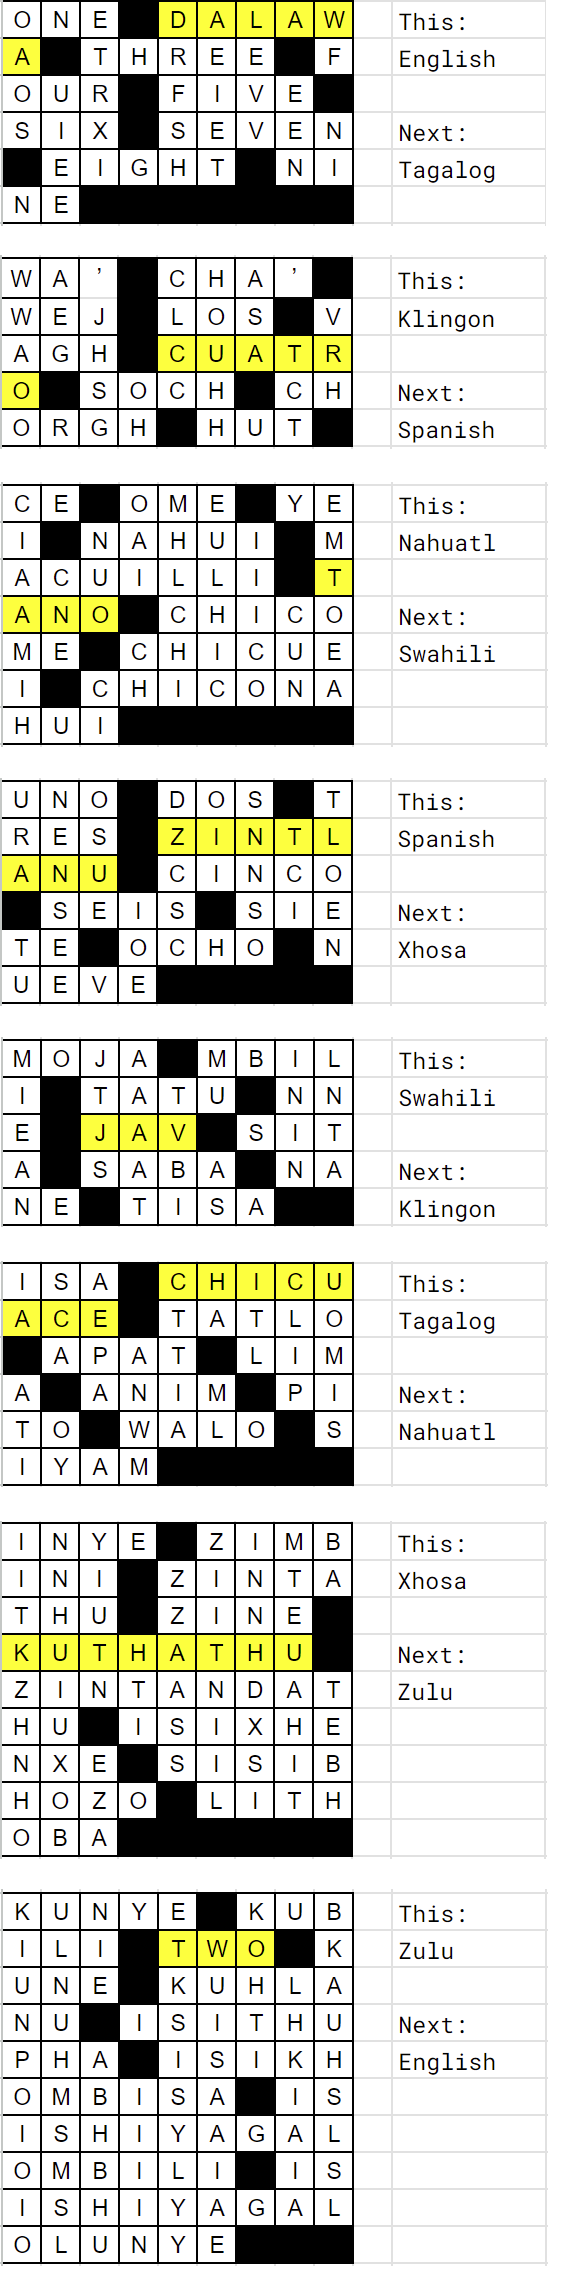 ONE DALAW This:
A THREE F English
OUR FIVE
SIX SEVEN Next:
EIGHT NI Tagalog
NE
WA’ CHA’ This:
WEJ LOS V Klingon
AGH CUATR
O SOCH CH Next:
ORGH HUT Spanish
CE OME YE This:
I NAHUI M Nahuatl
ACUILLI T
ANO CHICO Next:
ME CHICUE Swahili
I CHICONA
HUI
UNO DOS T This:
RES ZINTL Spanish
ANU CINCO
SEIS SIE Next:
TE OCHO N Xhosa
UEVE
MOJA MBIL This:
I TATU NN Swahili
E JAV SIT
A SABA NA Next:
NE TISA Klingon
ISA CHICU This:
ACE TATLO Tagalog
APAT LIM
A ANIM PI Next:
TO WALO S Nahuatl
IYAM
INYE ZIMB This:
INI ZINTA Xhosa
THU ZINE
KUTHATHU Next:
ZINTANDAT Zulu
HU ISIXHE
NXE SISIB
HOZO LITH
OBA
KUNYE KUB This:
ILI TWO K Zulu
UNE KUHLA
NU ISITHU Next:
PHA ISIKH English
OMBISA IS
ISHIYAGAL
OMBILI IS
ISHIYAGAL
OLUNYE